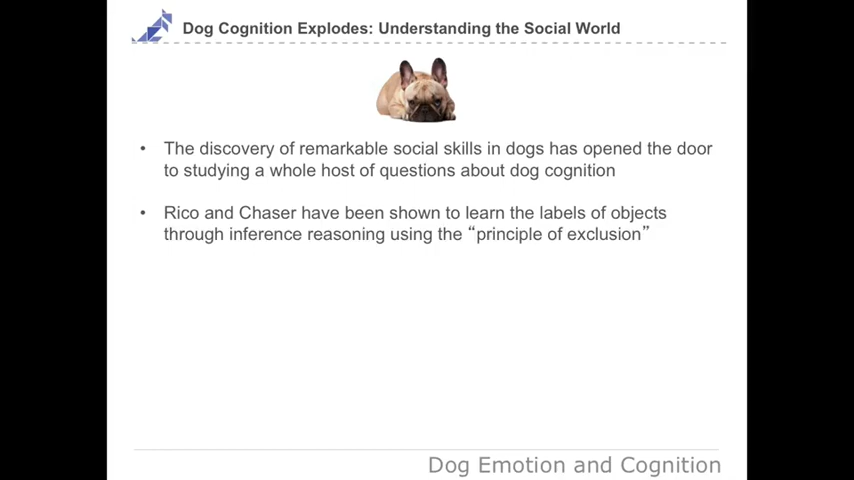 Dog Cognition Explodes: Understanding the Social World
• The discovery of remarkable social skills in dogs has opened the door
to studying a whole host of questions about dog cognition
• Rico and Chaser have been shown to learn the labels of objects
through inference reasoning using the “principle of exclusion”
Dog Emotion and Cognition